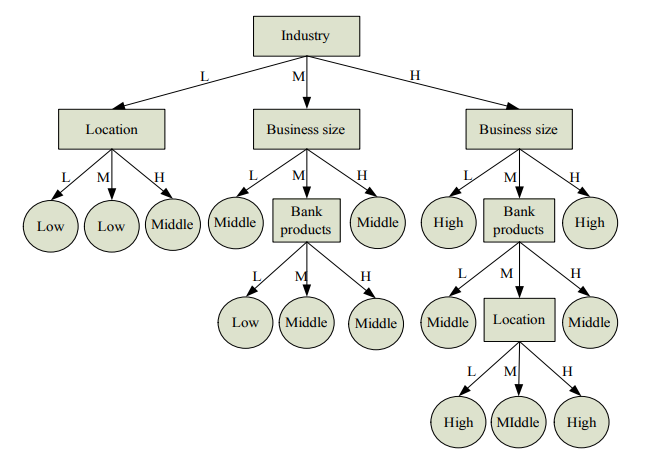 Industry
L M H
Location Business size Business size
L M H L M H L M H
Low Low Middle Middle Bank products Middle High Bank products High
L M H L M H
Low Middle Middle Middle Location Middle
L M H
High MIddle High